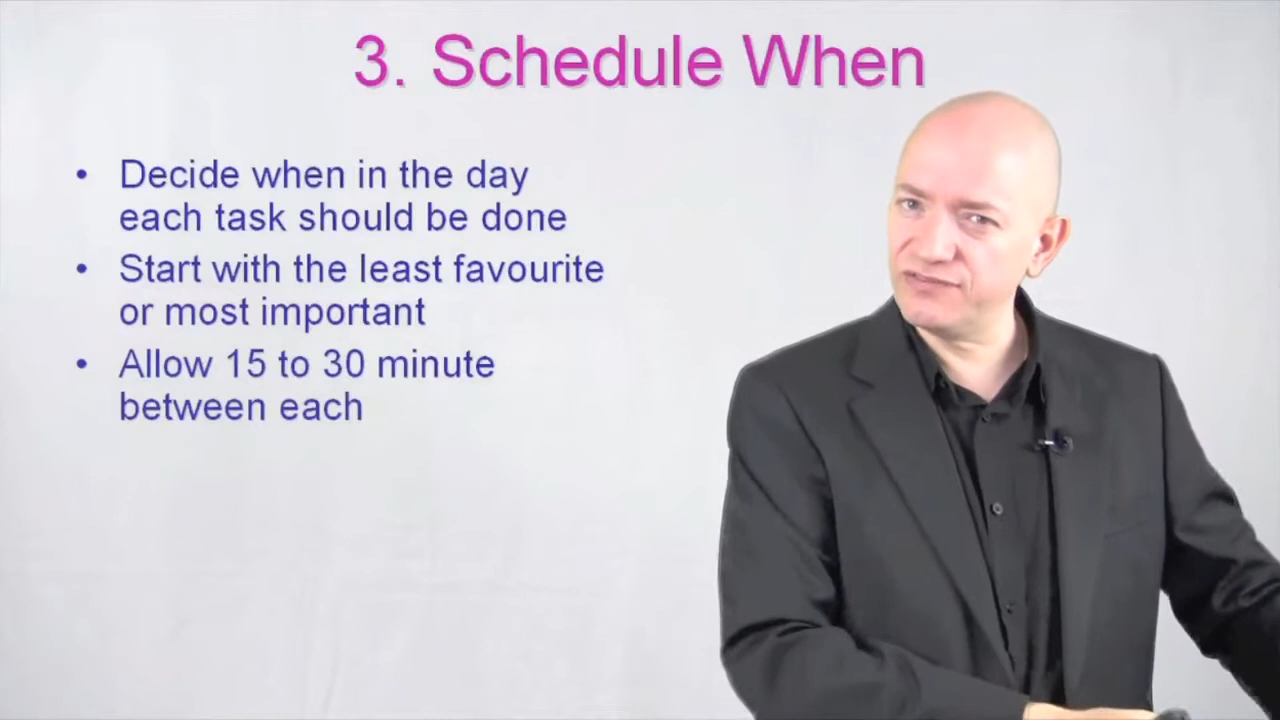 3. Schedule When
• Decide when in the day
each task should be done
• Start with the least favourite
or most important
• Allow 15 to 30 minute
between each